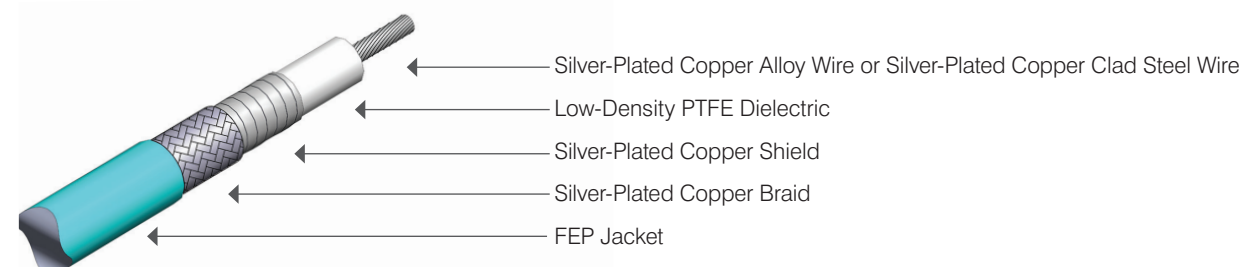 Silver-Plated Copper Alloy Wire or Silver-Plated Copper Clad Steel Wire
Low-Density PTFE Dielectric
Silver-Plated Copper Shield
Silver-Plated Copper Braid
FEP Jacket